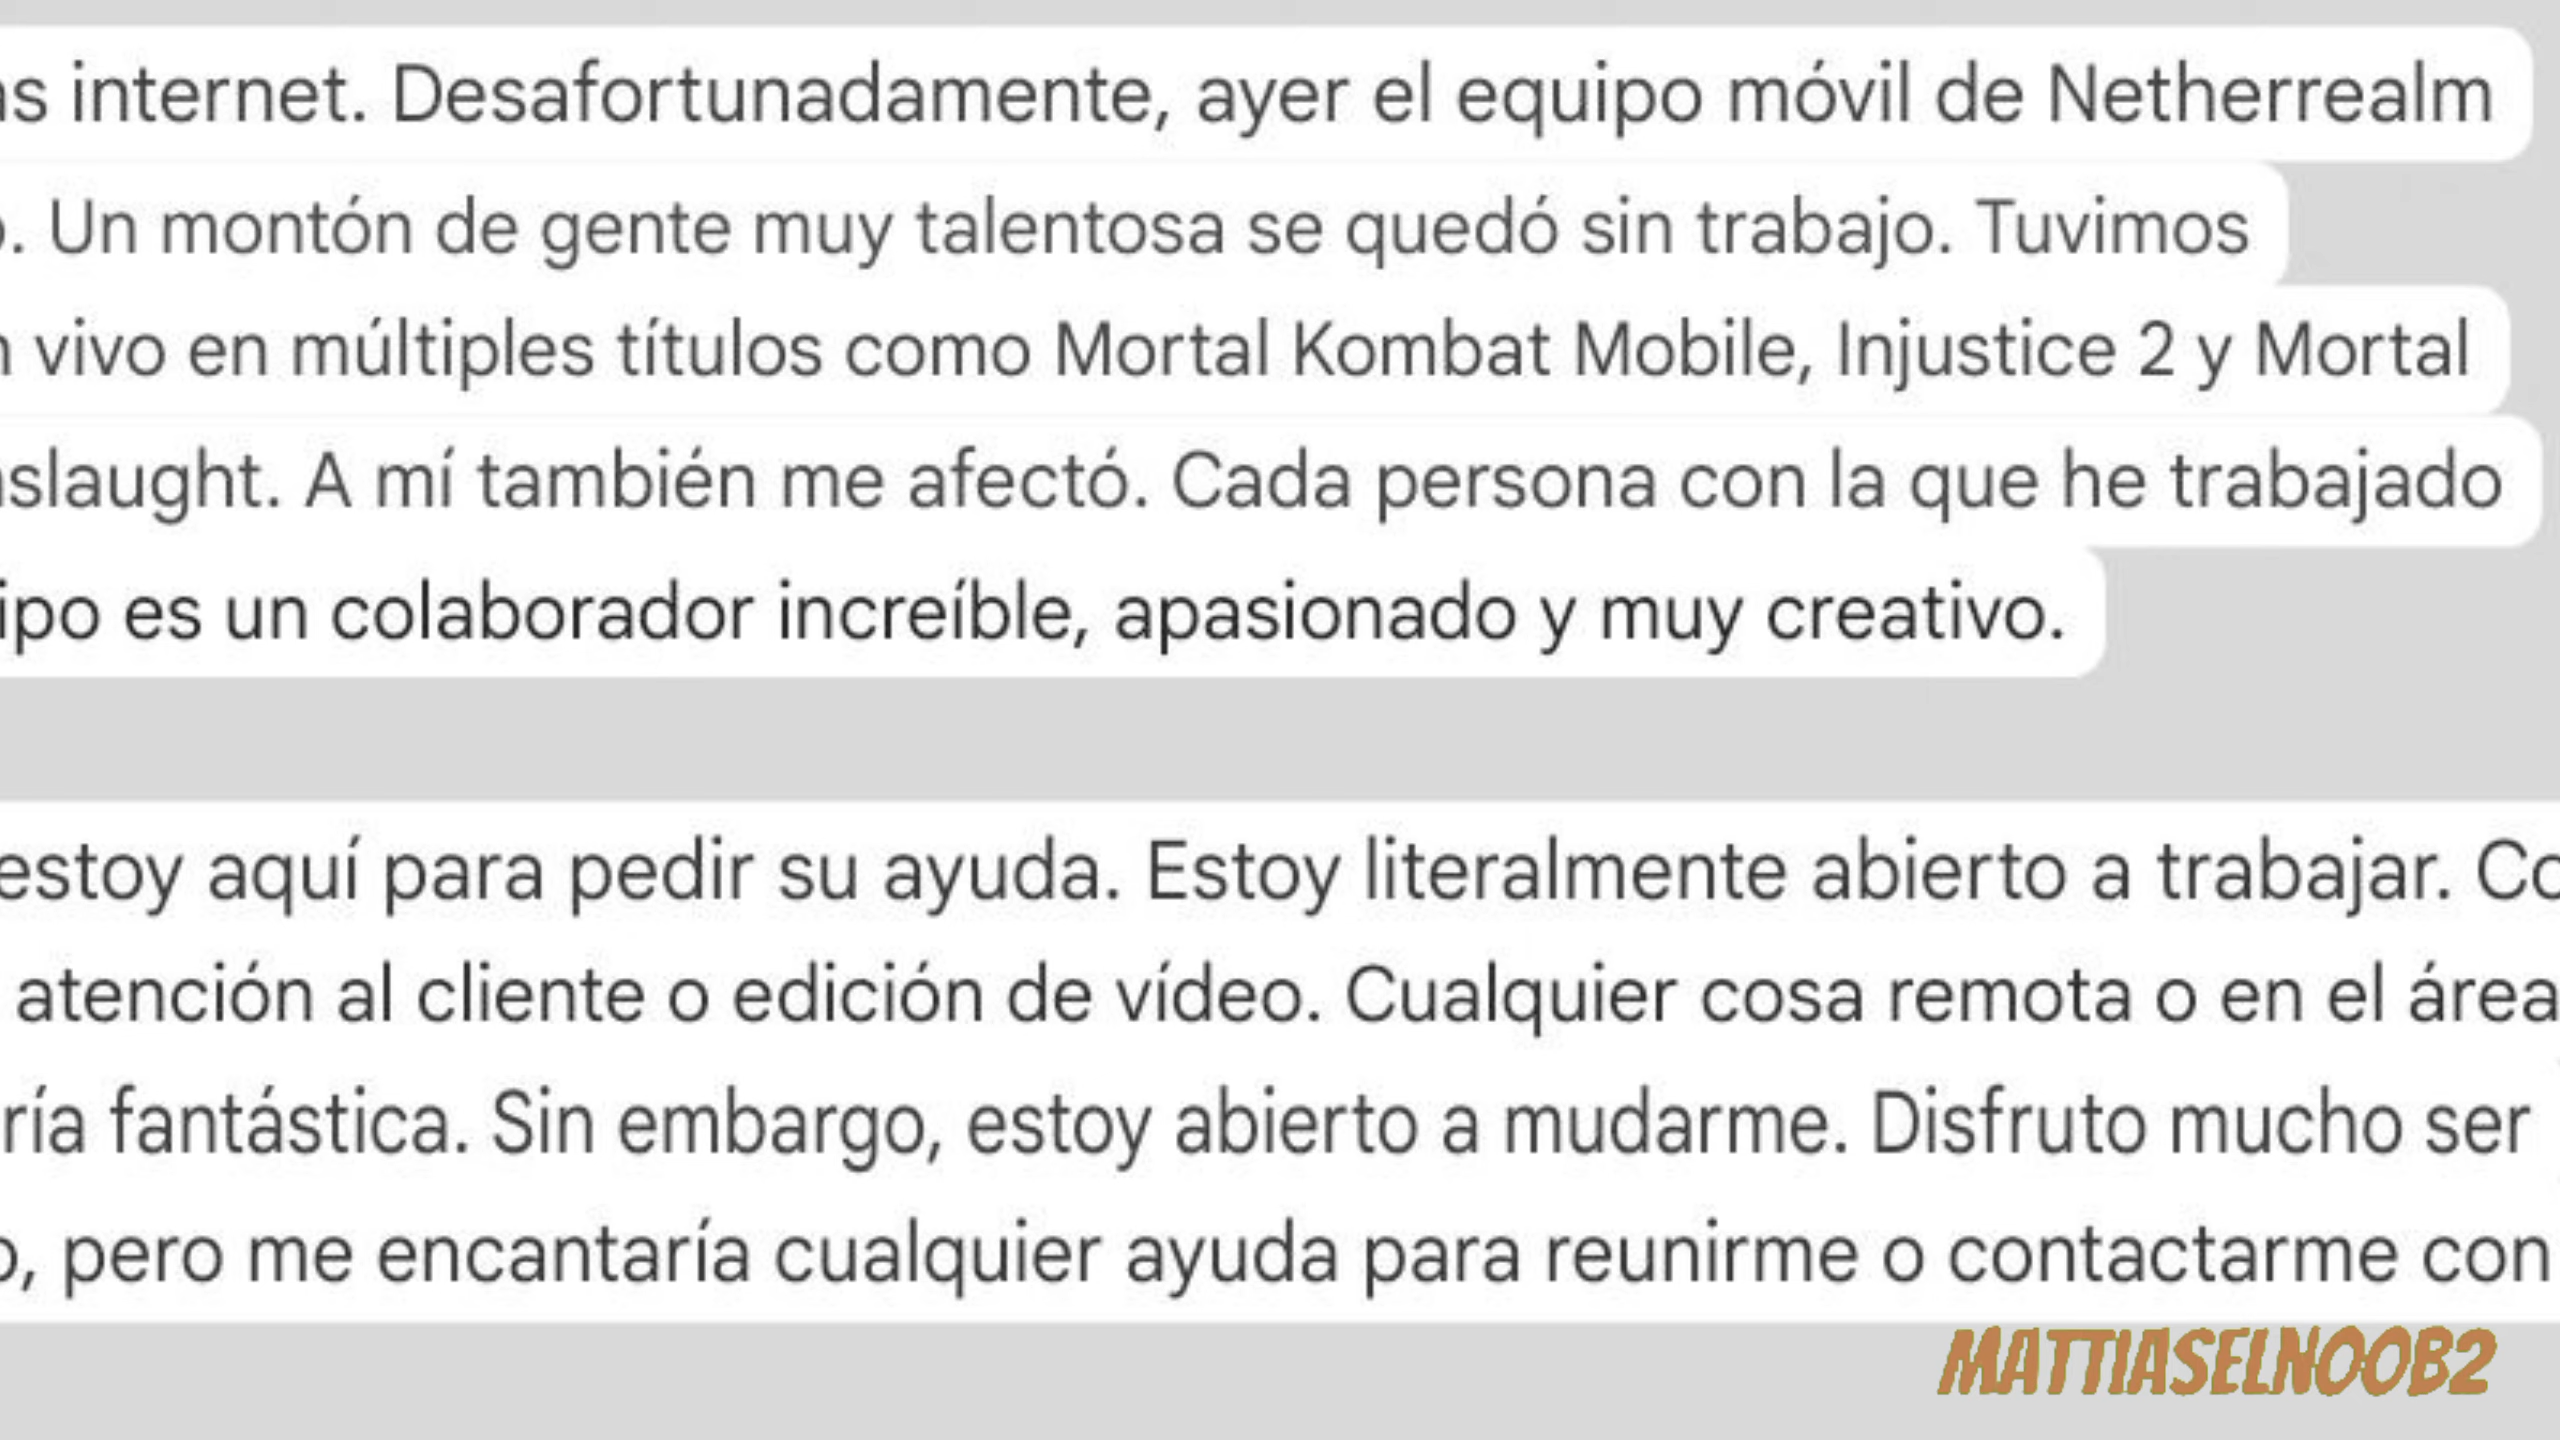 internet. Desafortunadamente, ayer el equipo móvil de Netherrealm
Un montón de gente muy talentosa se quedó sin trabajo. Tuvimos
vivo en múltiples títulos como Mortal Kombat Mobile, Injustice 2 y Mortal
slaught. A mí también me afectó. Cada persona con la que he trabajado
ipo es un colaborador increíble, apasionado y muy creativo.
estoy aquí para pedir su ayuda. Estoy literalmente abierto a trabajar. Co
atención al cliente o edición de vídeo. Cualquier cosa remota o en el área
ría fantástica. Sin embargo, estoy abierto a mudarme. Disfruto mucho ser
o, pero me encantaría cualquier ayuda para reunirme o contactarme con
MATTIASELNOOB2